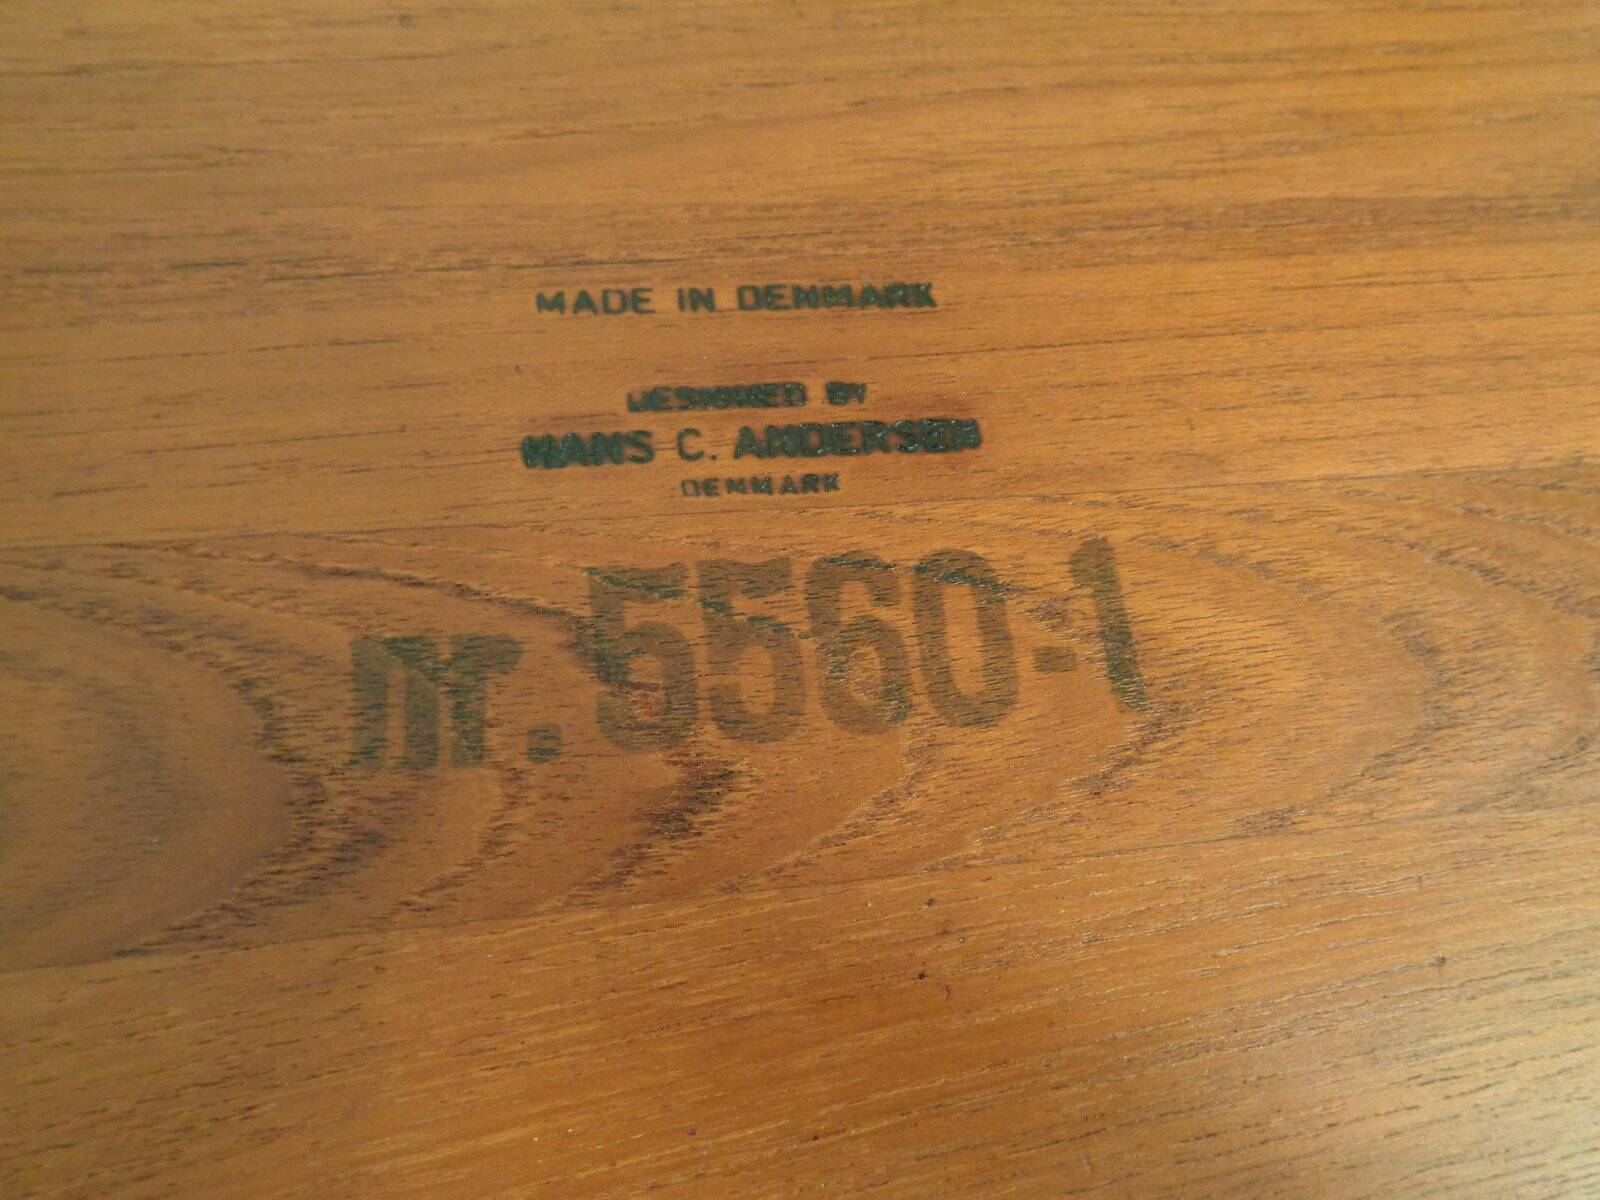 MADE IN DENMARK
DESIGNED BY
HANS C. ANDERSEN
DENMARK
nr. 5560-1